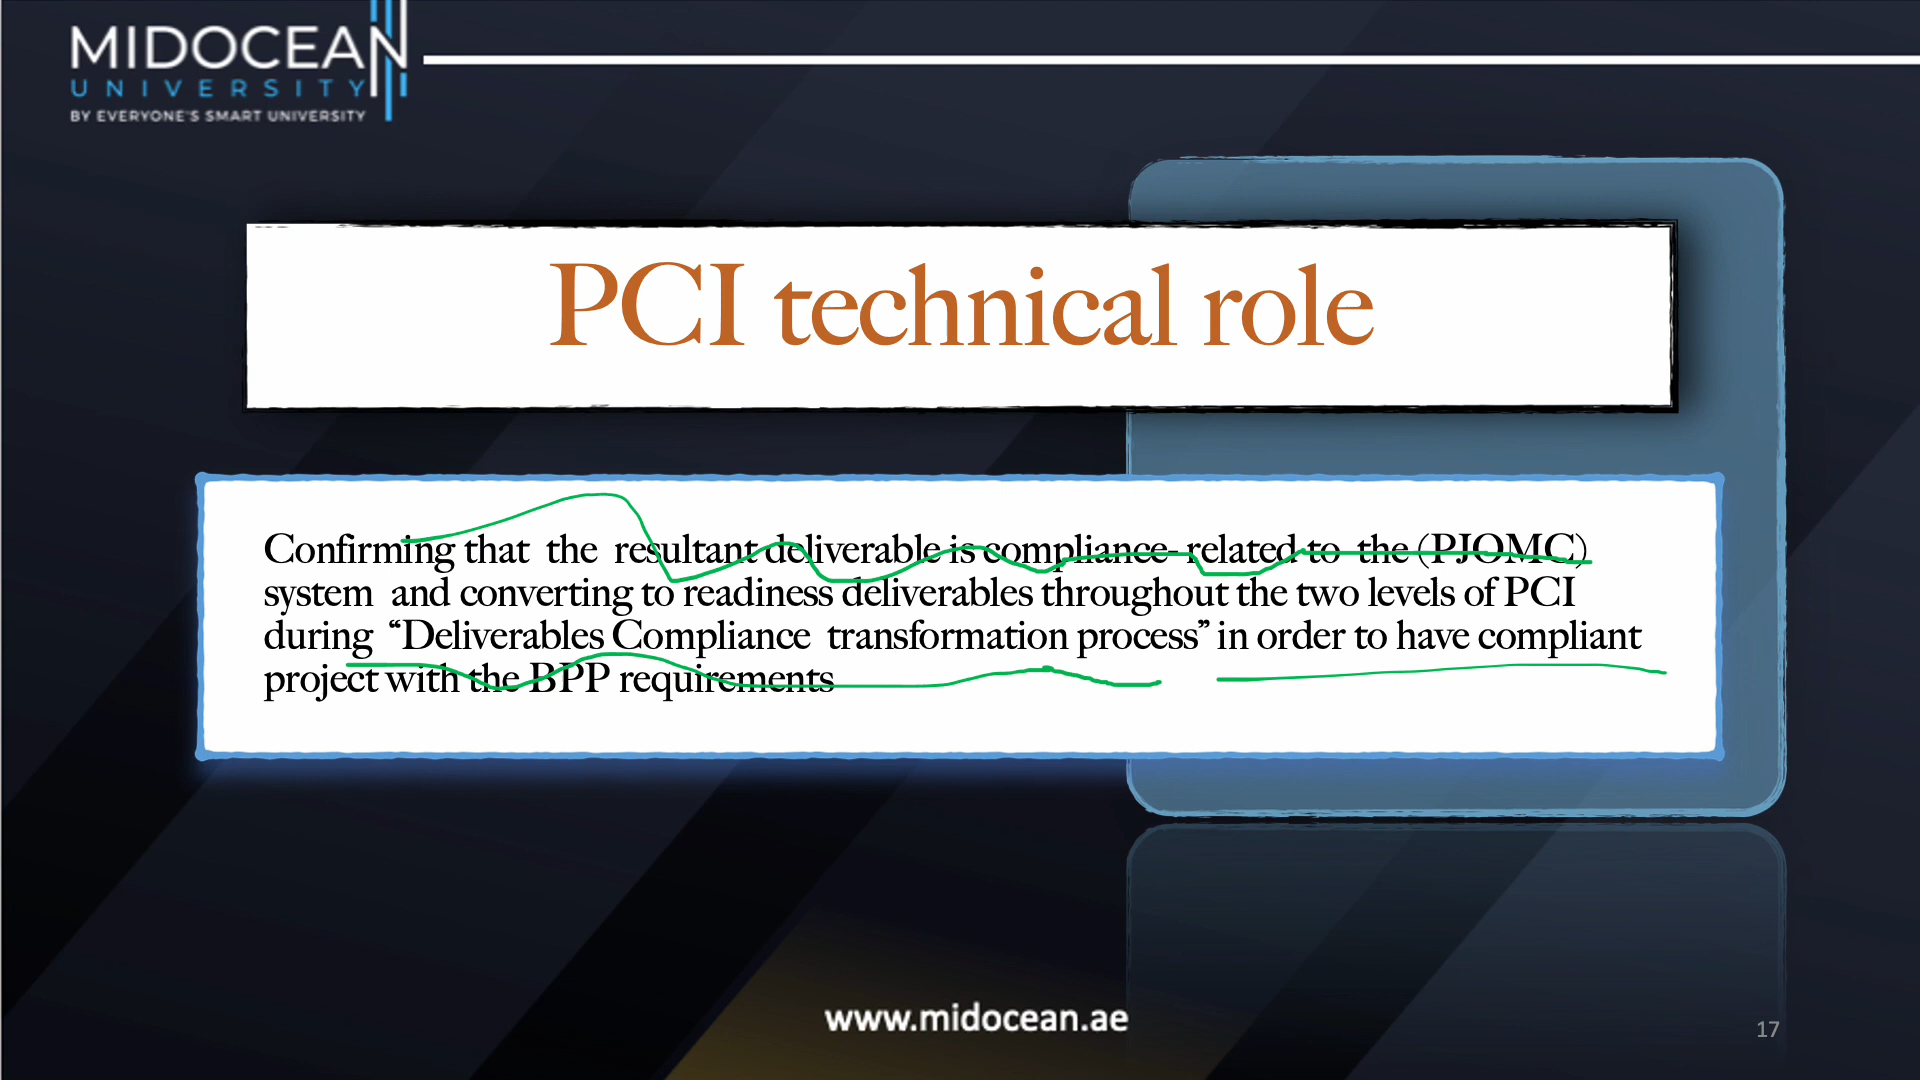 MIDOCEAN
UNIVERSITY
BY EVERYONE'S SMART UNIVERSITY
PCI technical role
Confirming that the resultant deliverable is compliance- related to the (PJOMC)
system and converting to readiness deliverables throughout the two levels of PCI
during “Deliverables Compliance transformation process” in order to have compliant
project with the BPP requirements
www.midocean.ae
17